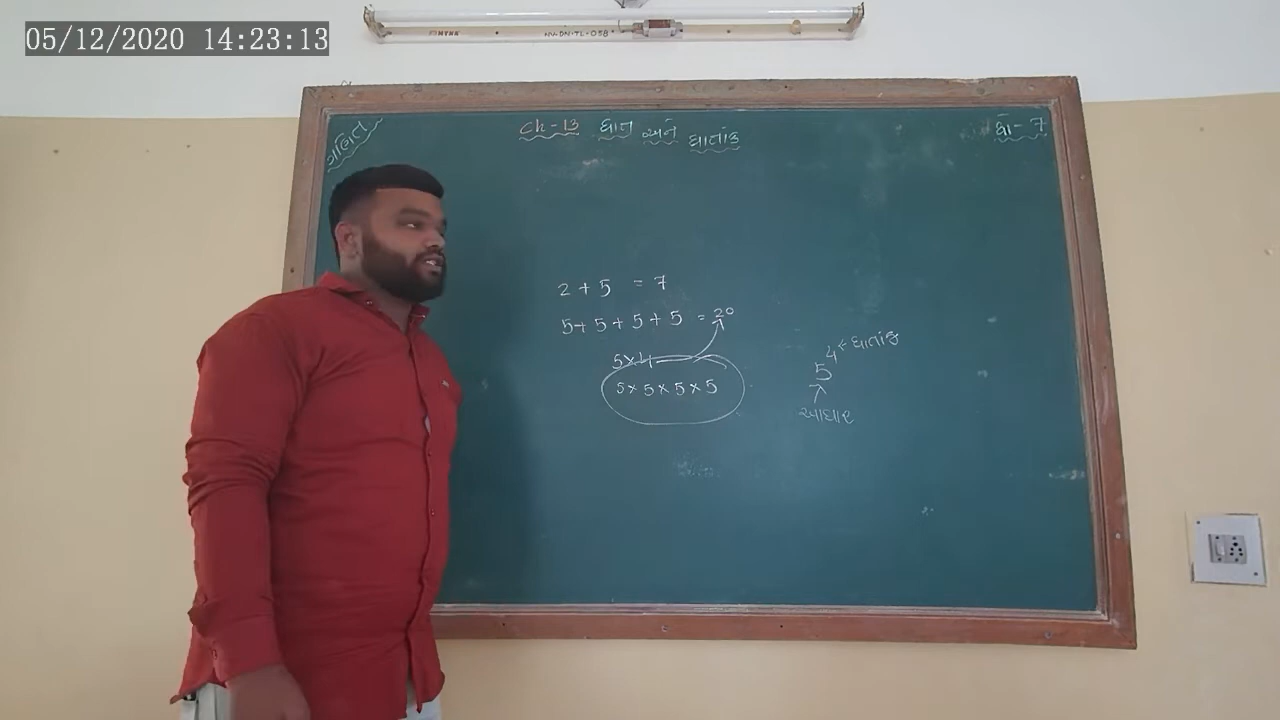 05/12/2020 14:23:13
ગણિત
Ch-13 ઘાત અને ઘાતાંક
ધો-7
2 + 5 = 7
5 + 5 + 5 + 5 = 20
5×4
5 × 5 × 5 × 5
5⁴ ← ઘાતાંક
આધાર